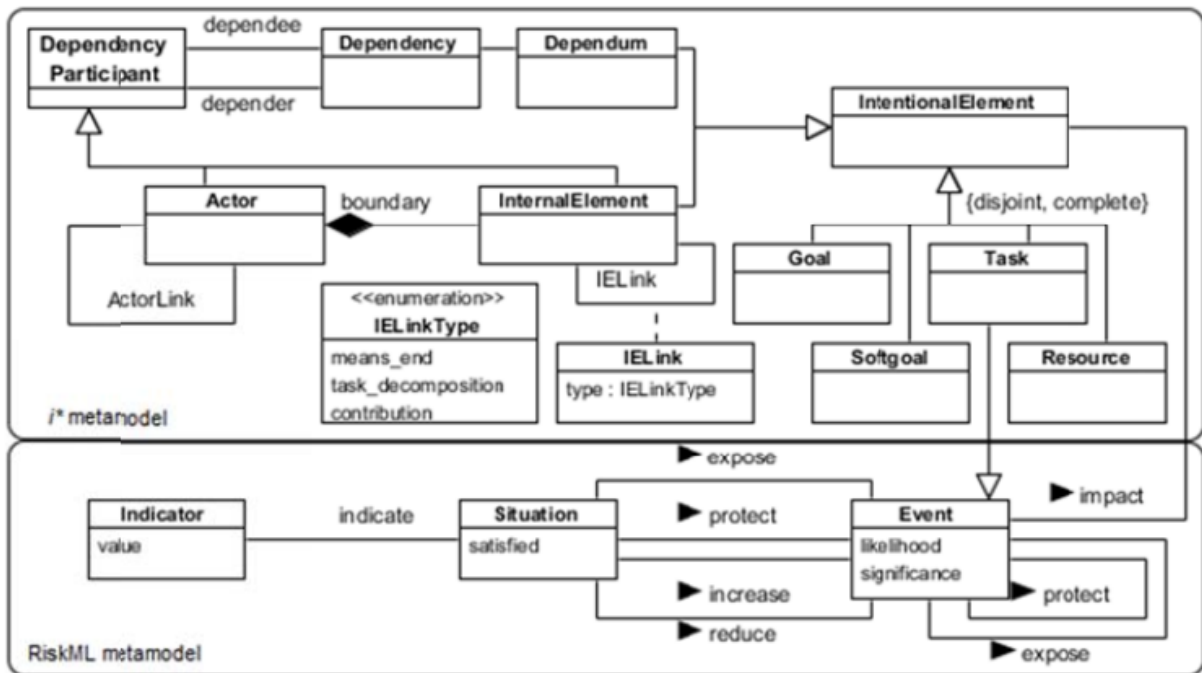 dependee
Dependency
Participant
Dependency
Dependum
depender
IntentionalElement
{disjoint, complete}
Actor
boundary
InternalElement
Goal
Task
ActorLink
IELink
<<enumeration>>
IELinkType
means_end
task_decomposition
contribution
IELink
type : IELinkType
Softgoal
Resource
i* metamodel
expose
impact
Indicator
value
indicate
Situation
satisfied
protect
Event
likelihood
significance
increase
protect
reduce
expose
RiskML metamodel